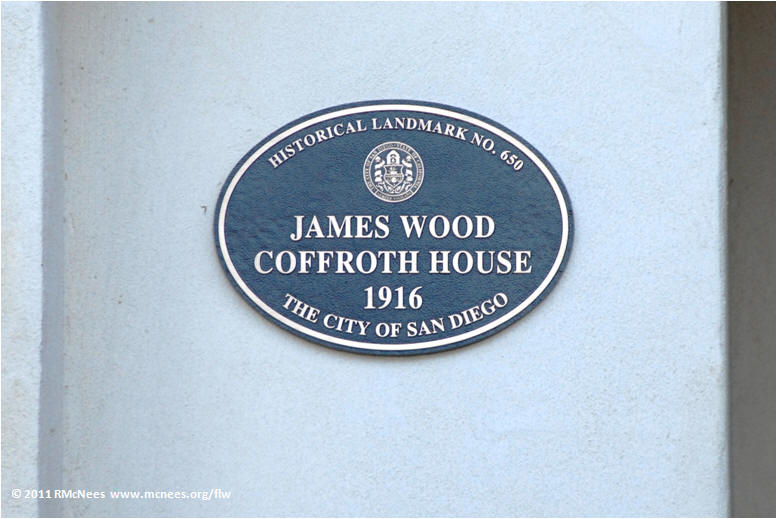 HISTORICAL LANDMARK NO. 650
JAMES WOOD
COFFROTH HOUSE
1916
THE CITY OF SAN DIEGO
© 2011 RMcNees www.mcnees.org/flw